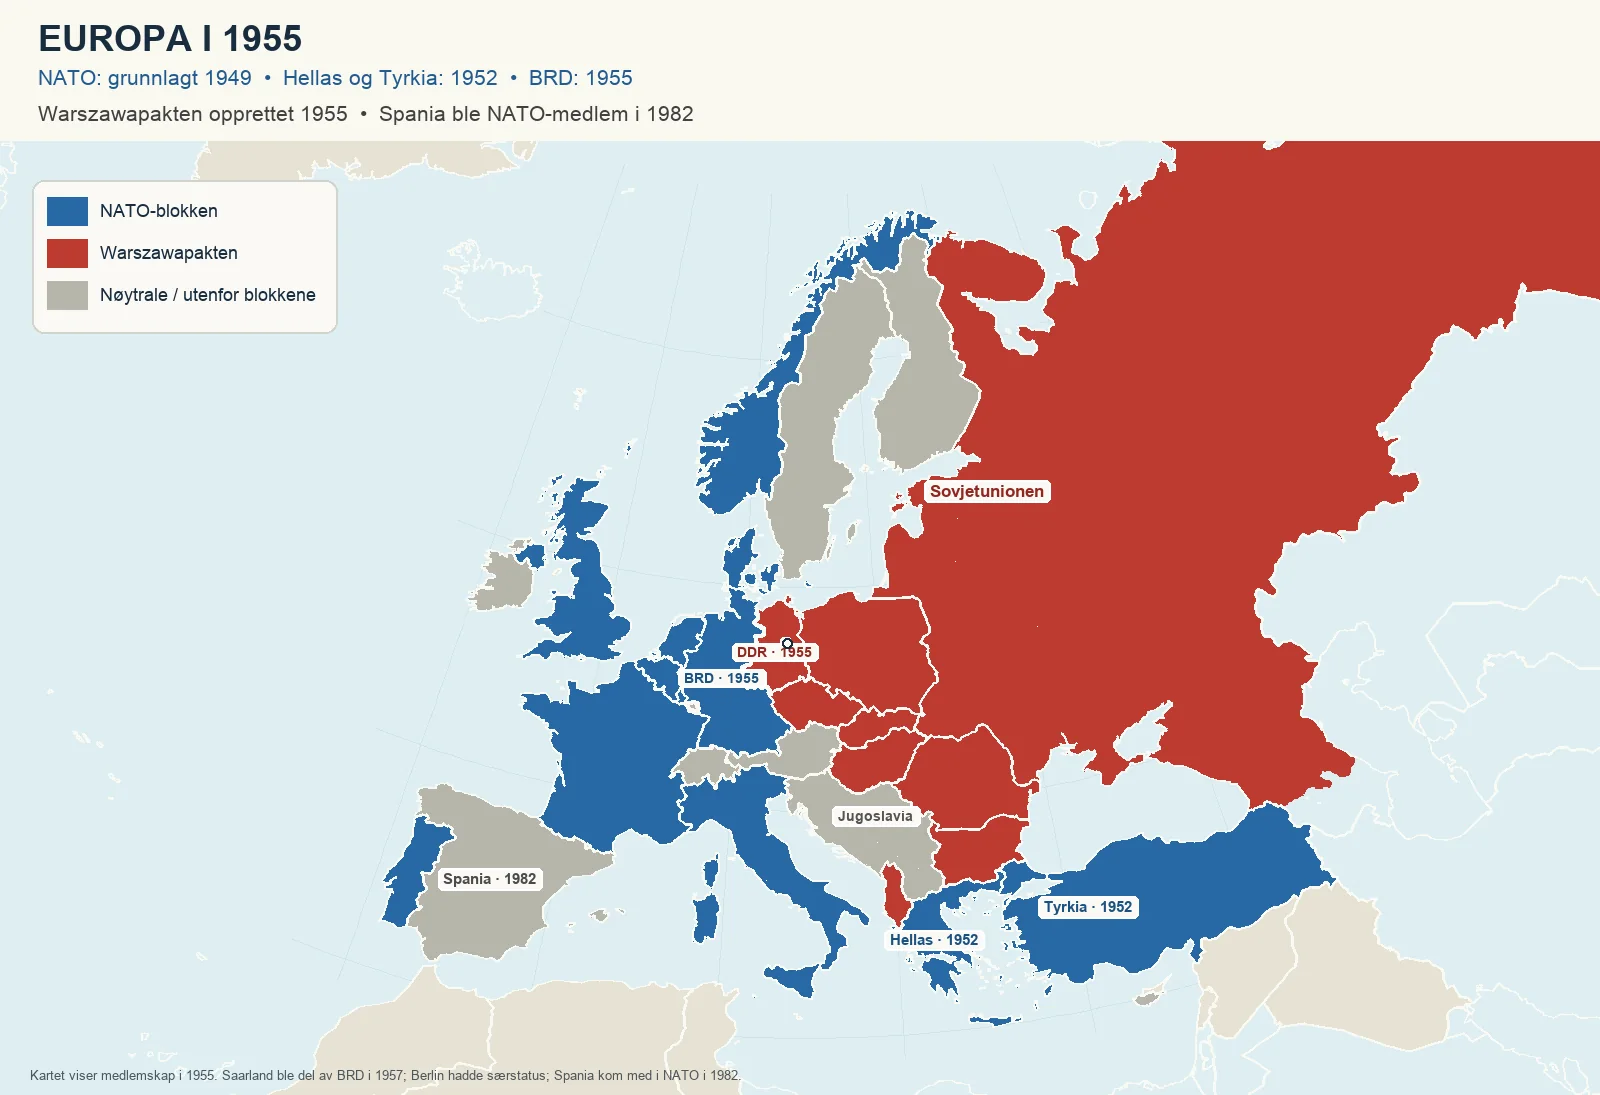 EUROPA I 1955
NATO: grunnlagt 1949 • Hellas og Tyrkia: 1952 • BRD: 1955
Warszawapakten opprettet 1955 • Spania ble NATO-medlem i 1982
NATO-blokken
Warszawapakten
Nøytrale / utenfor blokkene
Sovjetunionen
DDR · 1955
BRD · 1955
Jugoslavia
Spania · 1982
Tyrkia · 1952
Hellas · 1952
Kartet viser medlemskap i 1955. Saarland ble del av BRD i 1957; Berlin hadde særstatus; Spania kom med i NATO i 1982.